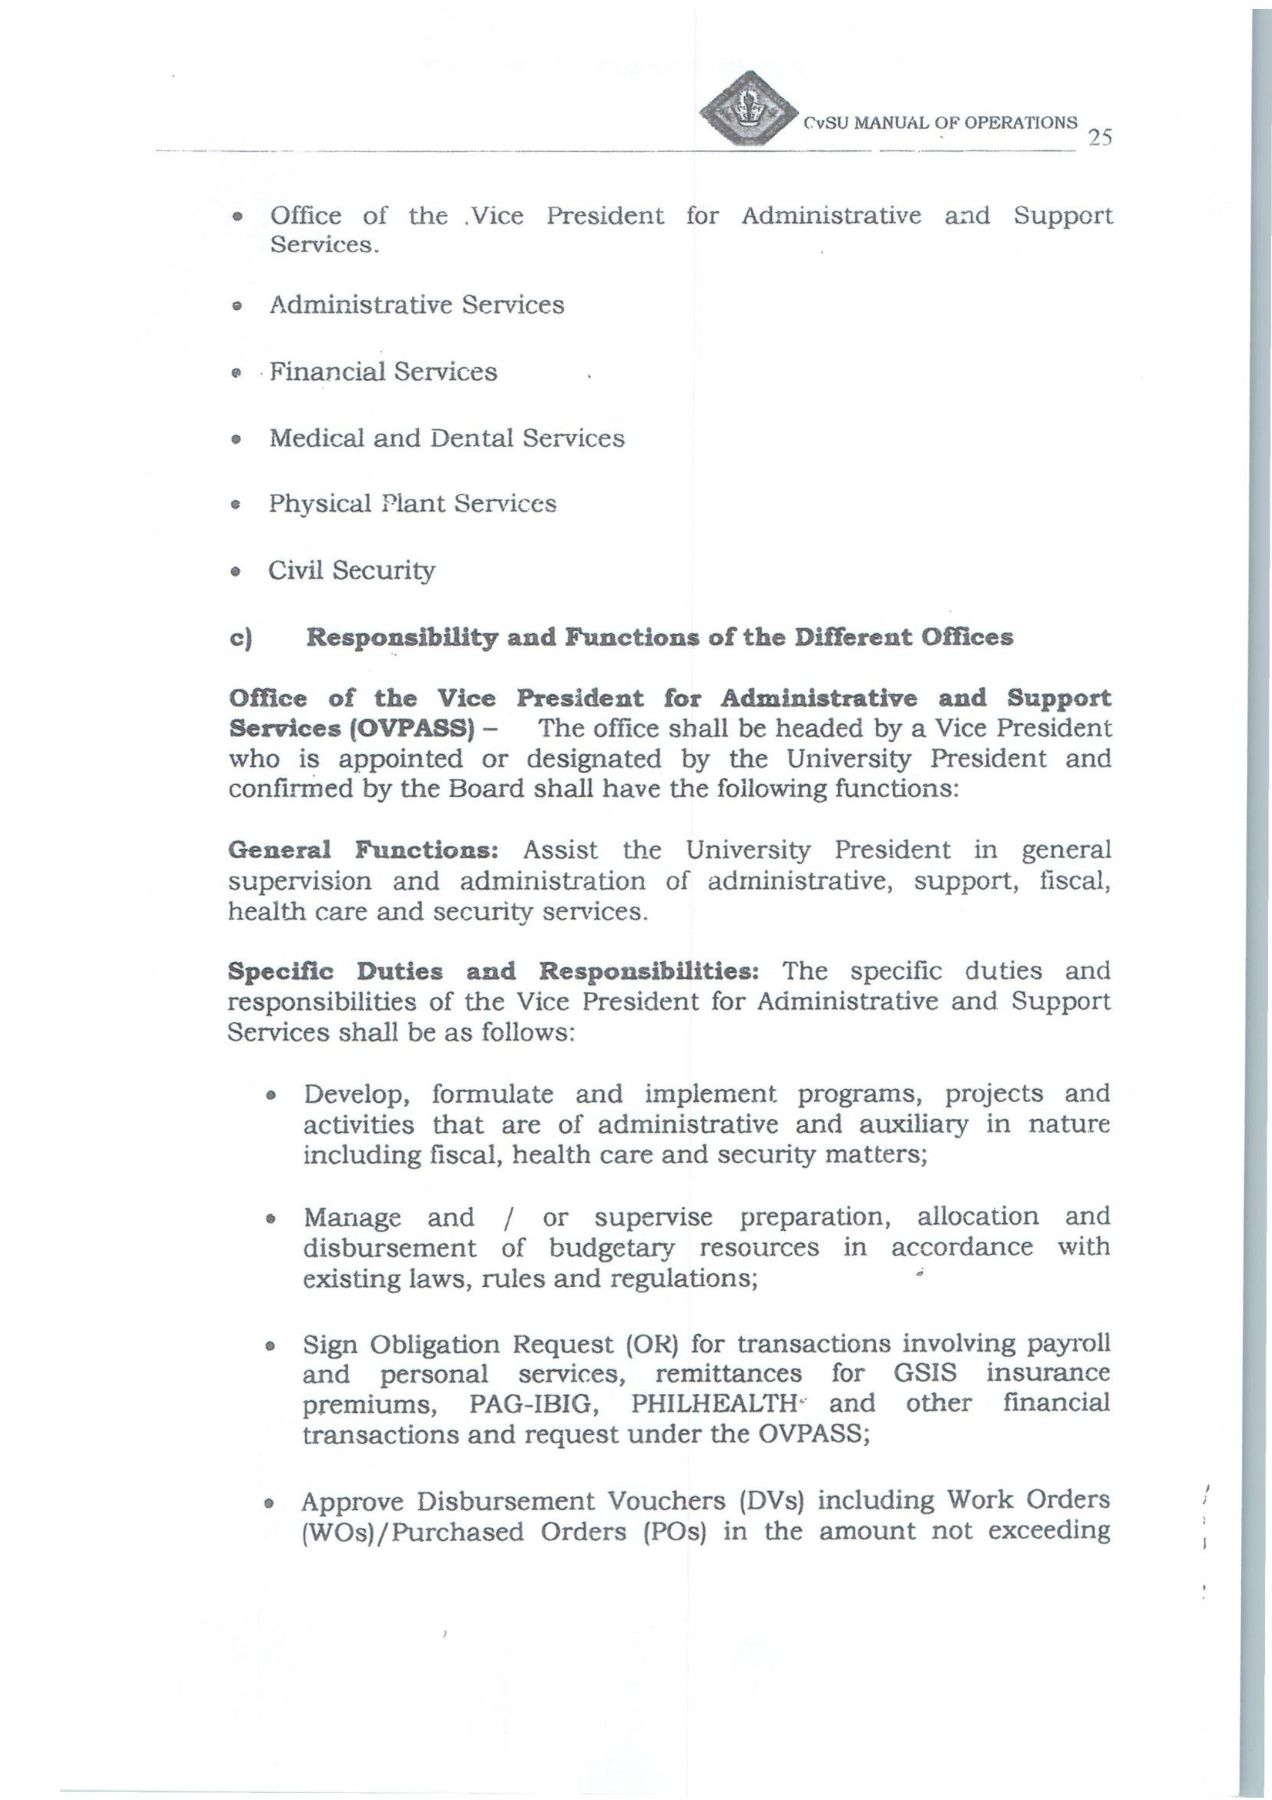 CvSU MANUAL OF OPERATIONS
25
• Office of the Vice President for Administrative and Support
Services.
• Administrative Services
• Financial Services
• Medical and Dental Services
• Physical Plant Services
• Civil Security
c) Responsibility and Functions of the Different Offices
Office of the Vice President for Administrative and Support
Services (OVPASS) – The office shall be headed by a Vice President
who is appointed or designated by the University President and
confirmed by the Board shall have the following functions:
General Functions: Assist the University President in general
supervision and administration of administrative, support, fiscal,
health care and security services.
Specific Duties and Responsibilities: The specific duties and
responsibilities of the Vice President for Administrative and Support
Services shall be as follows:
• Develop, formulate and implement programs, projects and
activities that are of administrative and auxiliary in nature
including fiscal, health care and security matters;
• Manage and / or supervise preparation, allocation and
disbursement of budgetary resources in accordance with
existing laws, rules and regulations;
• Sign Obligation Request (OR) for transactions involving payroll
and personal services, remittances for GSIS insurance
premiums, PAG-IBIG, PHILHEALTH and other financial
transactions and request under the OVPASS;
• Approve Disbursement Vouchers (DVs) including Work Orders
(WOs)/Purchased Orders (POs) in the amount not exceeding